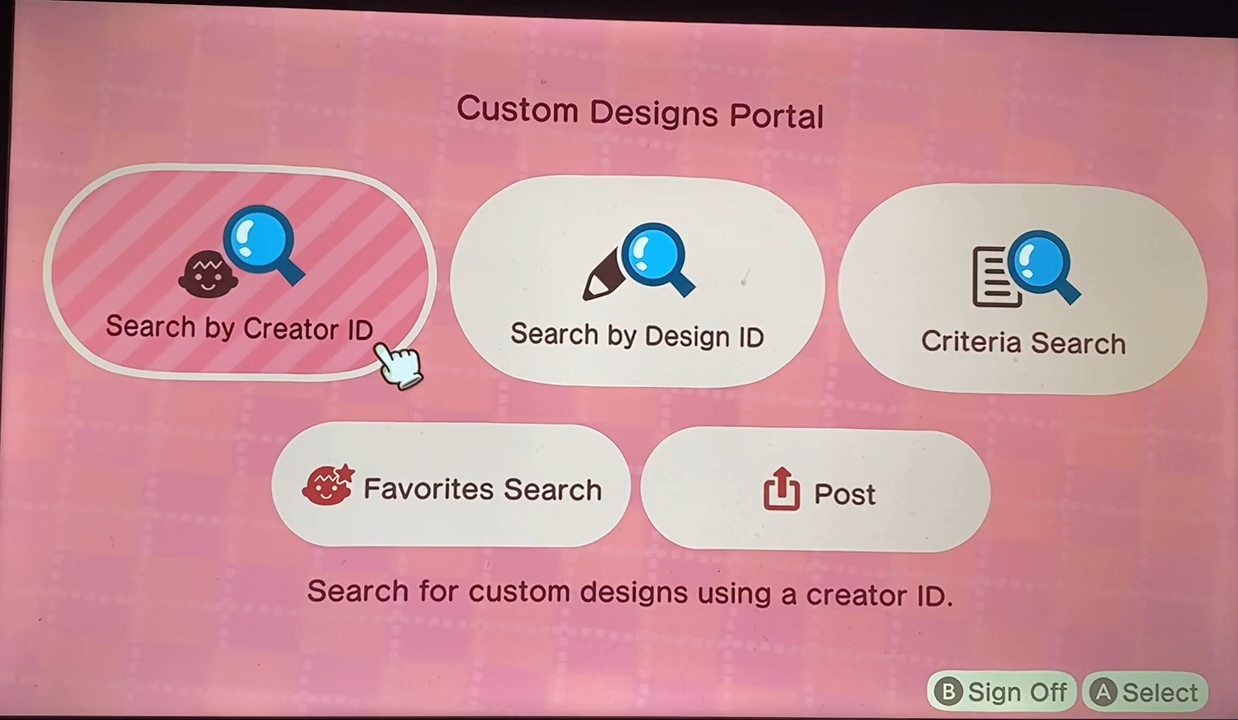 Custom Designs Portal
Search by Creator ID
Search by Design ID
Criteria Search
Favorites Search
Post
Search for custom designs using a creator ID.
B Sign Off
A Select